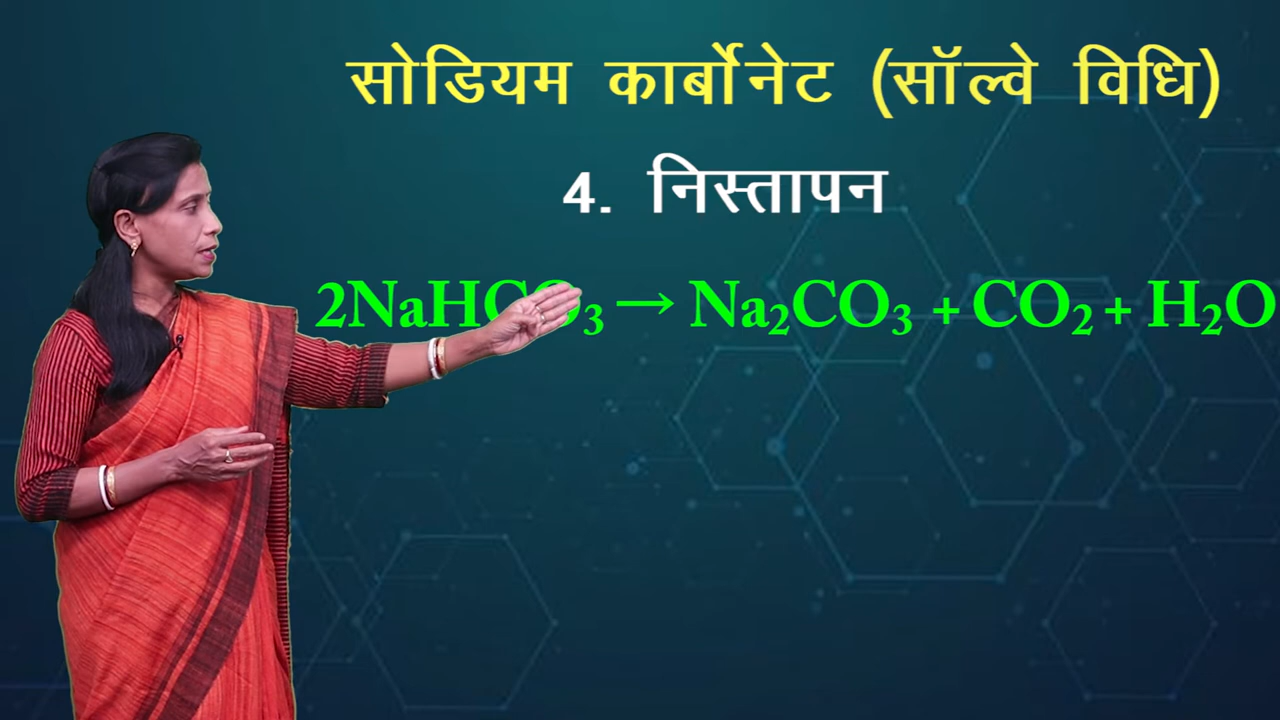 सोडियम कार्बोनेट (सॉल्वे विधि)
4. निस्तापन
2NaHCO₃ → Na₂CO₃ + CO₂ + H₂O